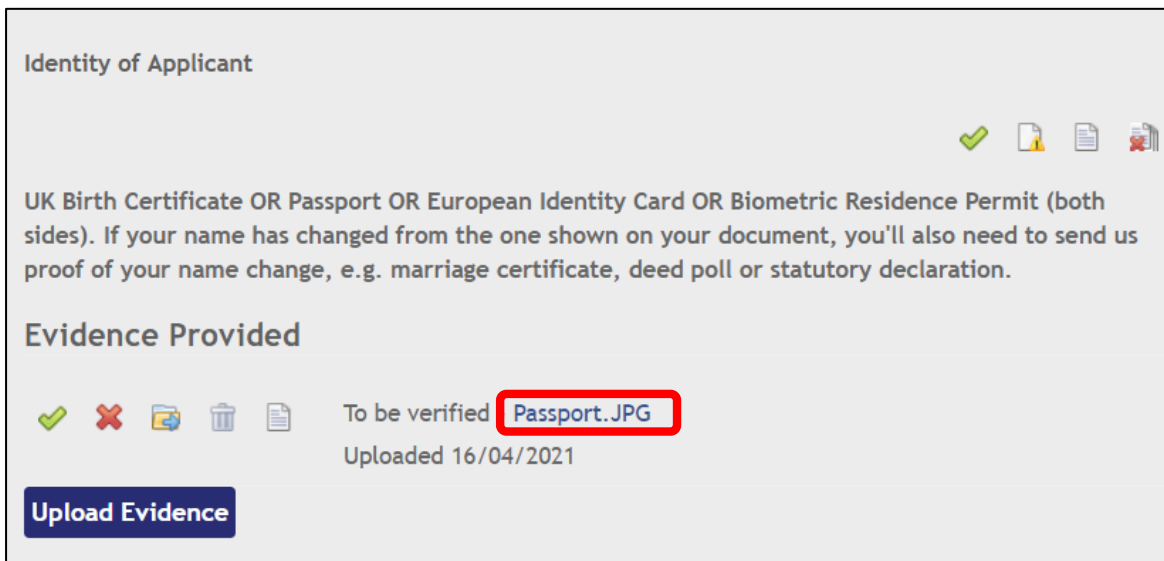 Identity of Applicant
UK Birth Certificate OR Passport OR European Identity Card OR Biometric Residence Permit (both
sides). If your name has changed from the one shown on your document, you'll also need to send us
proof of your name change, e.g. marriage certificate, deed poll or statutory declaration.
Evidence Provided
To be verified Passport.JPG
Uploaded 16/04/2021
Upload Evidence